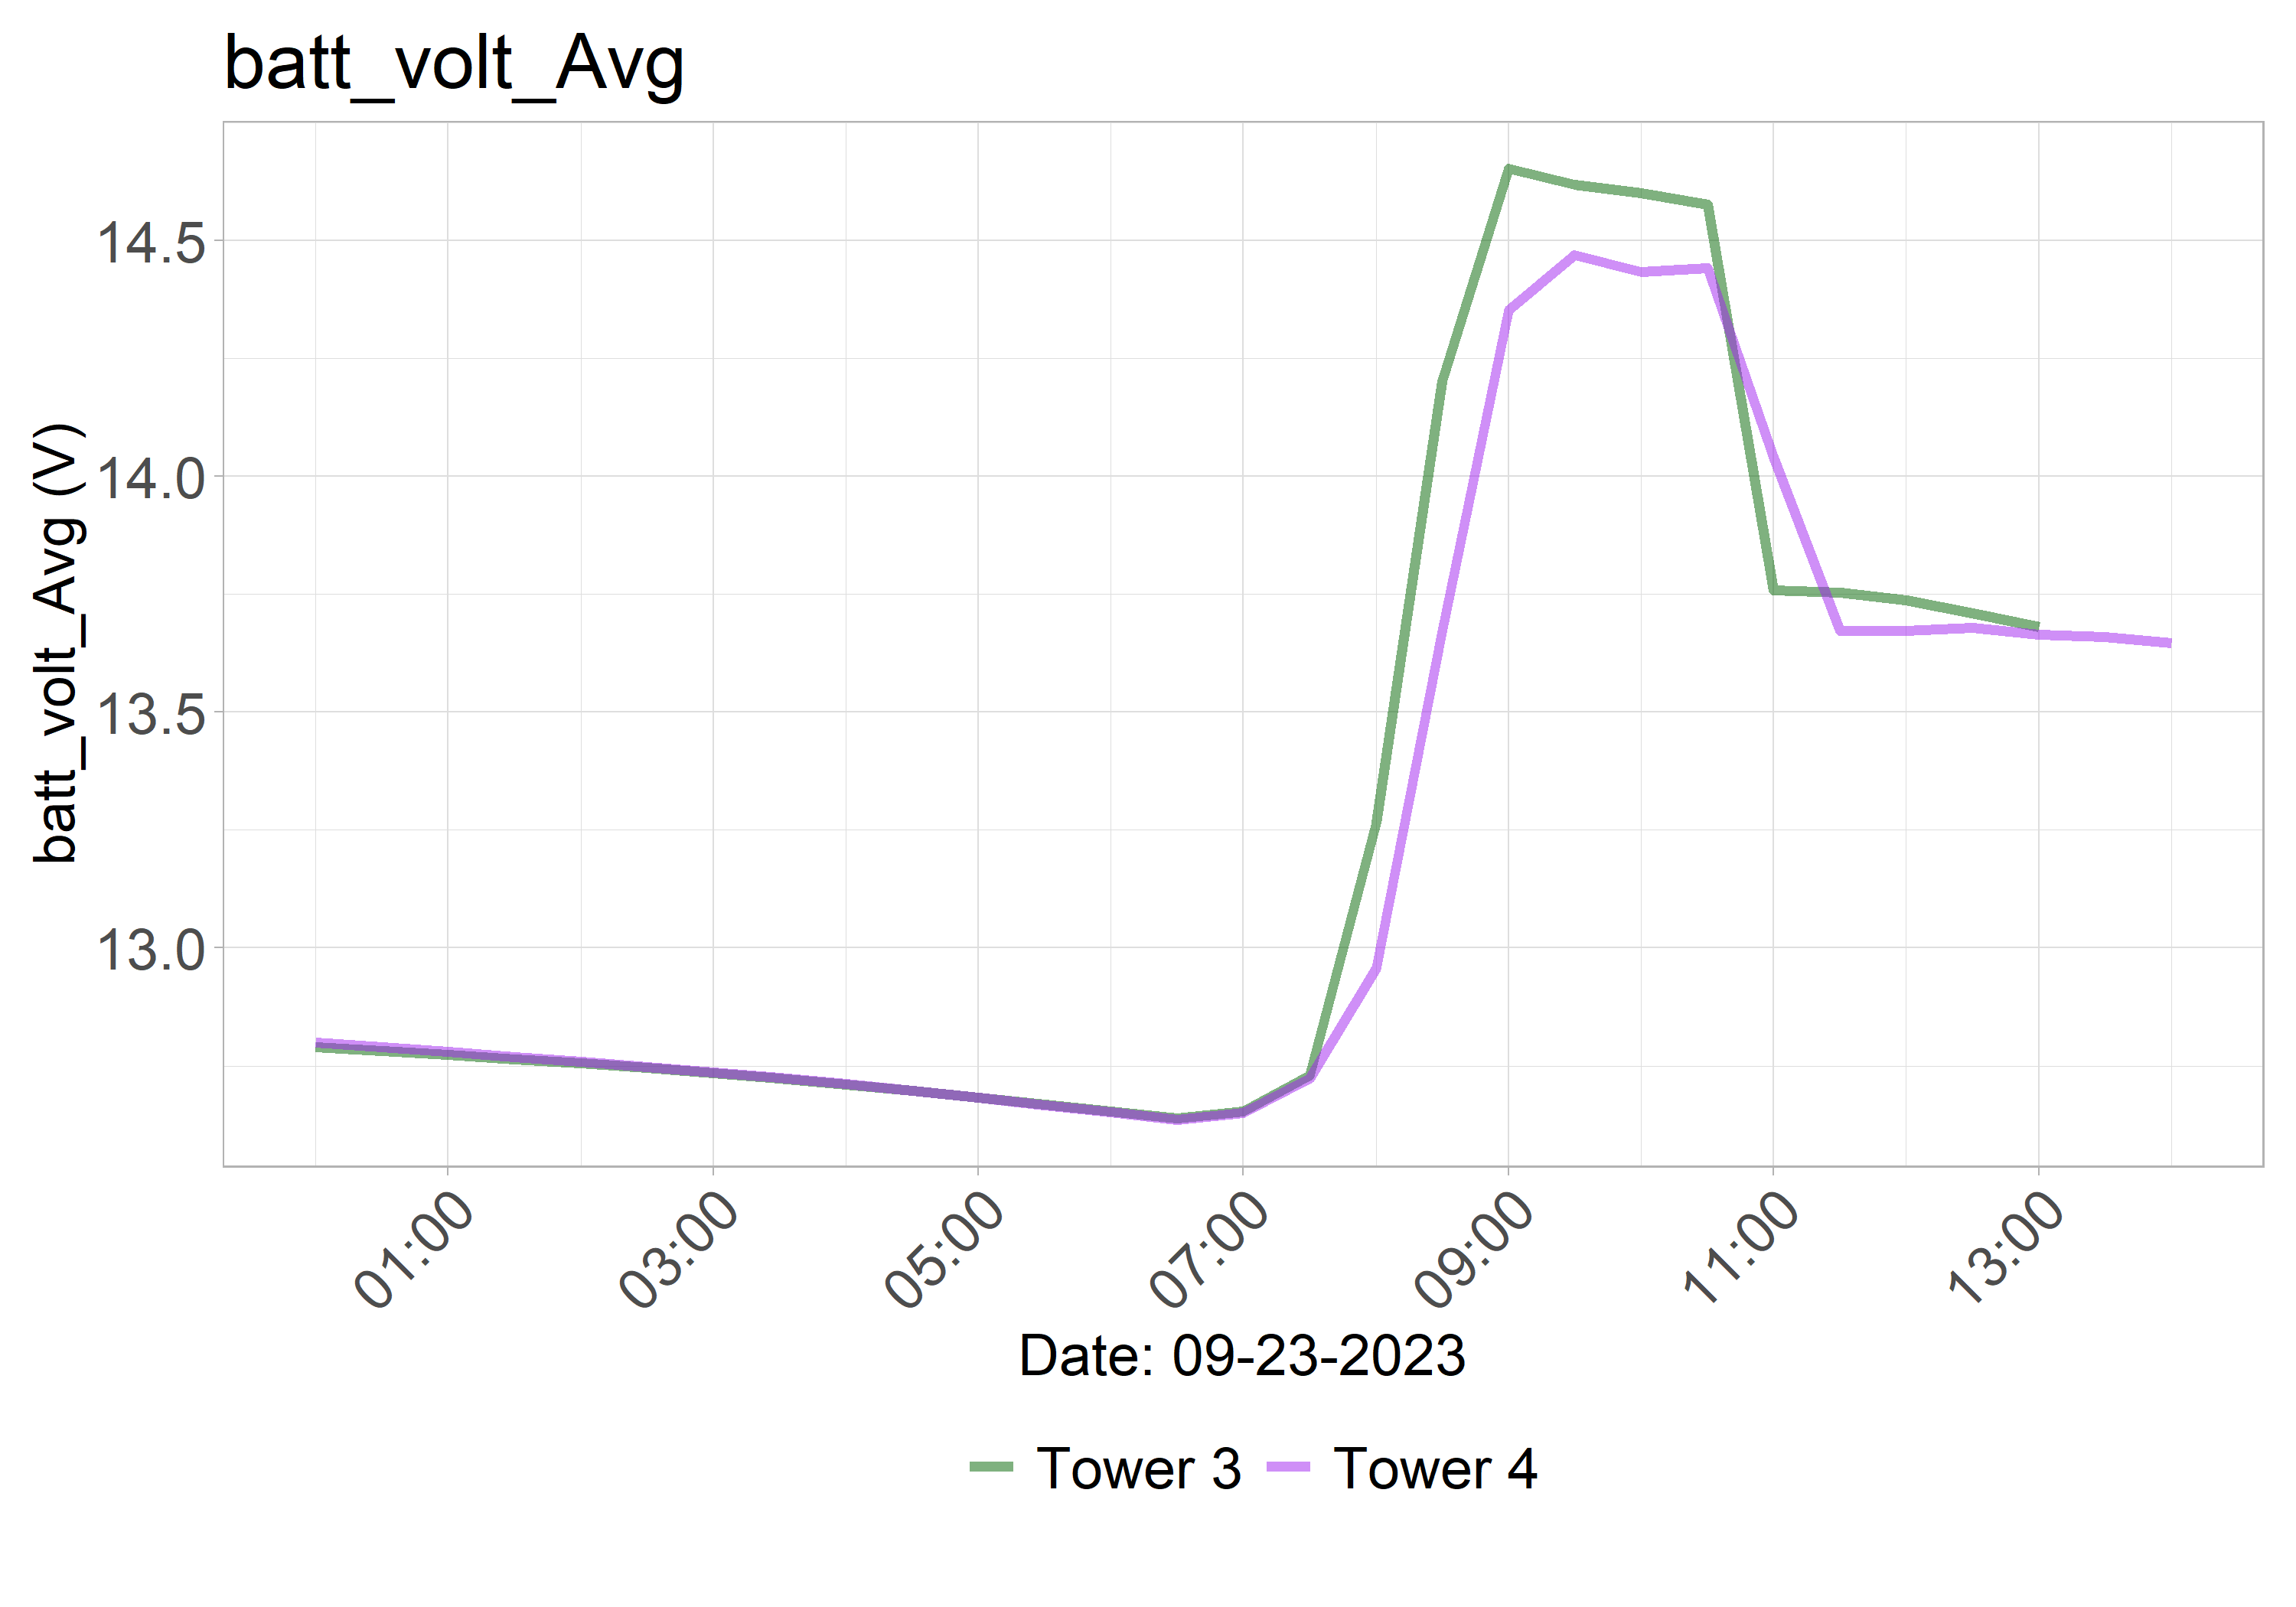 batt_volt_Avg
batt_volt_Avg (V)
14.5
14.0
13.5
13.0
01:00 03:00 05:00 07:00 09:00 11:00 13:00
Date: 09-23-2023
Tower 3 Tower 4